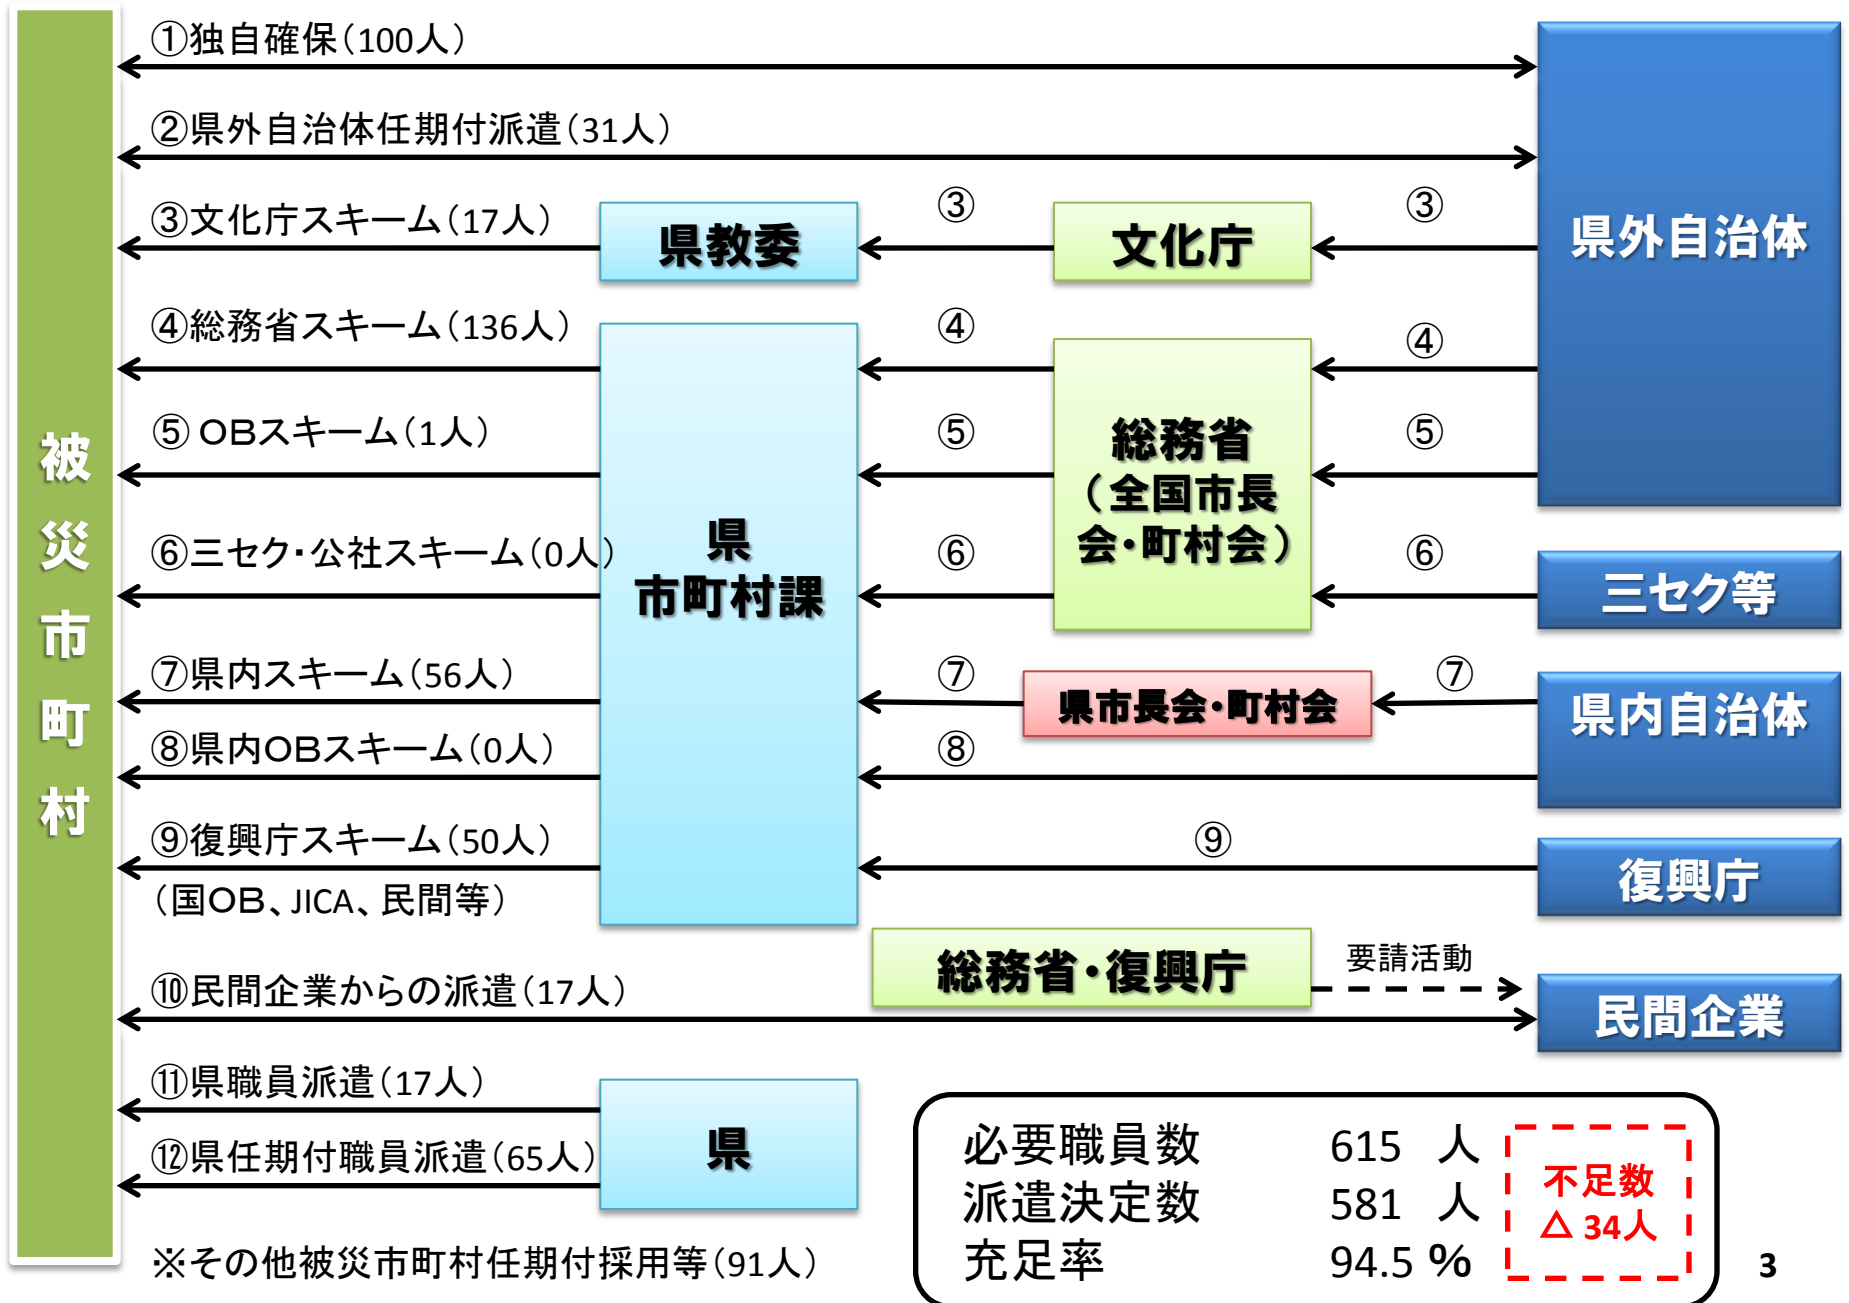 ①独自確保（100人）
②県外自治体任期付派遣（31人）
③文化庁スキーム（17人）
県教委
③
文化庁
③
県外自治体
④総務省スキーム（136人）
④
④
⑤ＯＢスキーム（1人）
⑤
⑤
総務省
（全国市長
会・町村会）
⑥三セク・公社スキーム（0人）
県
市町村課
⑥
⑥
三セク等
⑦県内スキーム（56人）
⑦
県市長会・町村会
⑦
県内自治体
⑧県内ＯＢスキーム（0人）
⑧
⑨復興庁スキーム（50人）
（国ＯＢ、JICA、民間等）
⑨
復興庁
総務省・復興庁
要請活動
⑩民間企業からの派遣（17人）
民間企業
⑪県職員派遣（17人）
⑫県任期付職員派遣（65人）
県
※その他被災市町村任期付採用等（91人）
被災市町村
必要職員数 615 人
派遣決定数 581 人
充足率 94.5 %
不足数
△ 34人
3